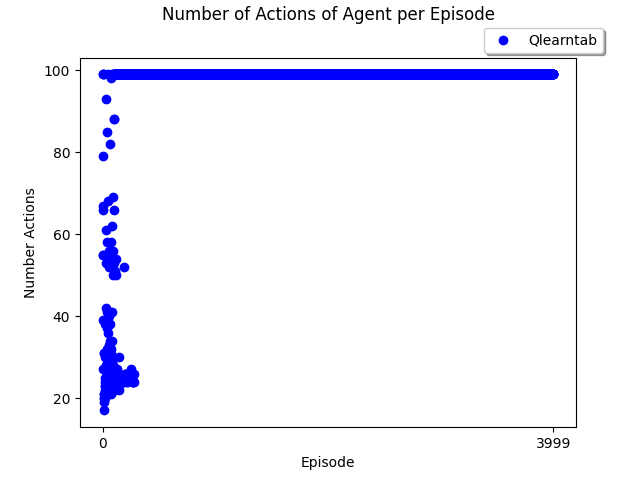 Number of Actions of Agent per Episode
Qlearntab
100
80
60
40
20
Number Actions
0
3999
Episode